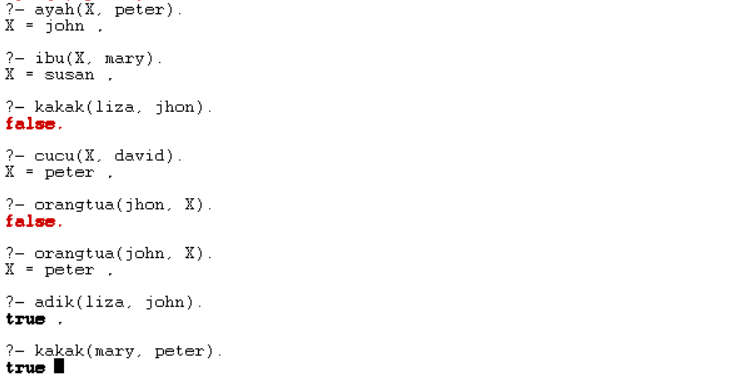 ?- ayah(X, peter).
X = john .
?- ibu(X, mary).
X = susan .
?- kakak(liza, jhon).
false.
?- cucu(X, david).
X = peter .
?- orangtua(jhon, X).
false.
?- orangtua(john, X).
X = peter .
?- adik(liza, john).
true .
?- kakak(mary, peter).
true